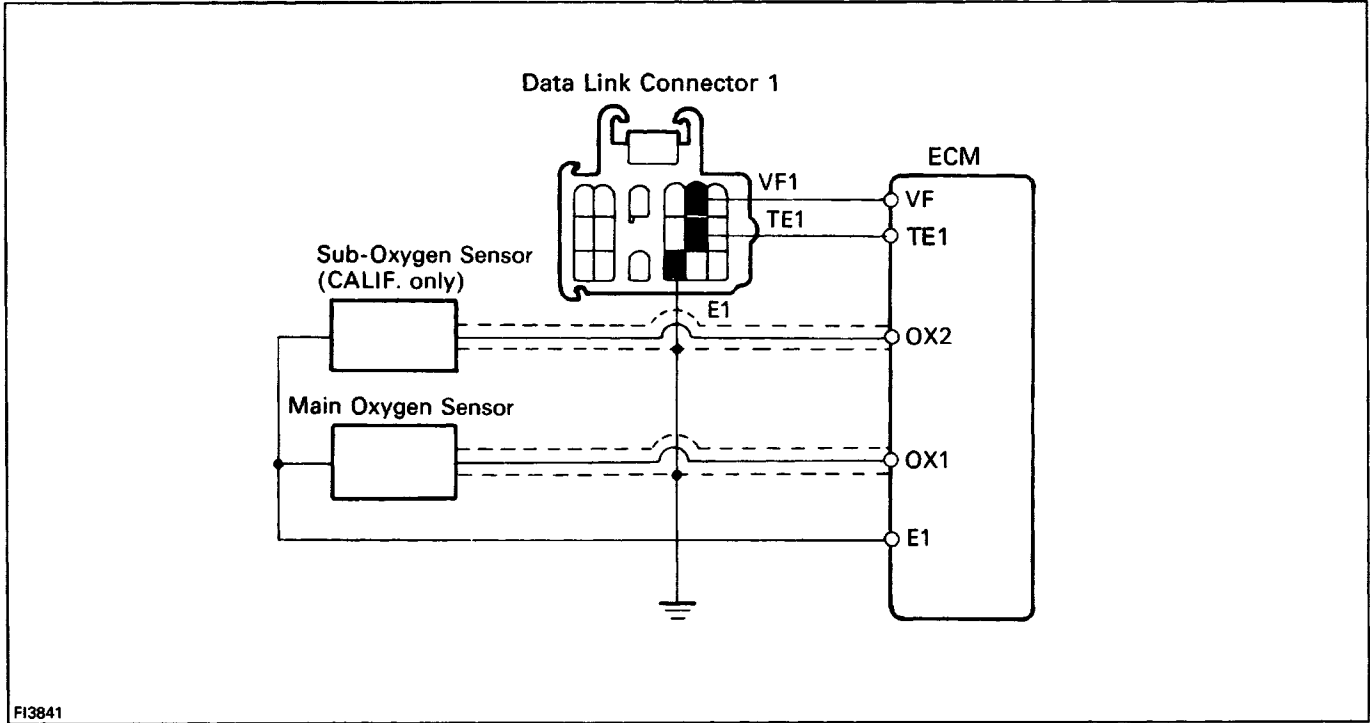 Data Link Connector 1
ECM
VF1
VF
TE1
TE1
Sub-Oxygen Sensor
(CALIF. only)
E1
OX2
Main Oxygen Sensor
OX1
E1
FI3841